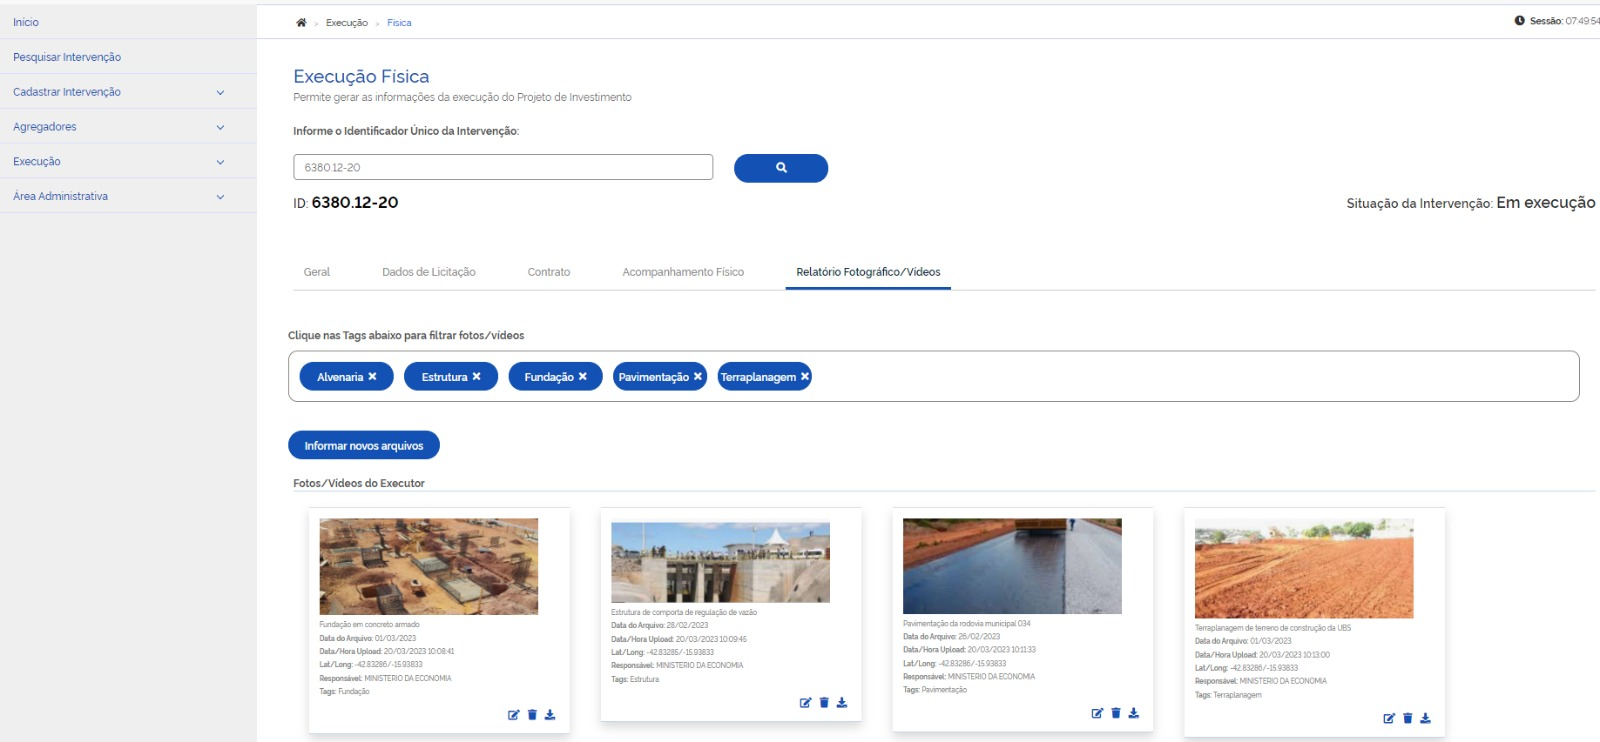 Início
Pesquisar Intervenção
Cadastrar Intervenção
Agregadores
Execução
Área Administrativa
> Execução > Física
Sessão: 07:49:54
Execução Física
Permite gerar as informações da execução do Projeto de Investimento
Informe o Identificador Único da Intervenção:
6380.12-20
ID: 6380.12-20
Situação da Intervenção: Em execução
Geral Dados de Licitação Contrato Acompanhamento Físico Relatório Fotográfico/Vídeos
Clique nas Tags abaixo para filtrar fotos/vídeos
Alvenaria × Estrutura × Fundação × Pavimentação × Terraplanagem ×
Informar novos arquivos
Fotos/Vídeos do Executor
Fundação em concreto armado
Data do Arquivo: 01/03/2023
Data/Hora Upload: 20/03/2023 10:08:41
Lat/Long: -42.83286/-15.93833
Responsável: MINISTERIO DA ECONOMIA
Tags: Fundação
Estrutura de comporta de regulação de vazão
Data do Arquivo: 28/02/2023
Data/Hora Upload: 20/03/2023 10:09:45
Lat/Long: -42.83286/-15.93833
Responsável: MINISTERIO DA ECONOMIA
Tags: Estrutura
Pavimentação da rodovia municipal 034
Data do Arquivo: 26/02/2023
Data/Hora Upload: 20/03/2023 10:11:33
Lat/Long: -42.83286/-15.93833
Responsável: MINISTERIO DA ECONOMIA
Tags: Pavimentação
Terraplanagem de terreno de construção da UBS
Data do Arquivo: 01/03/2023
Data/Hora Upload: 20/03/2023 10:13:00
Lat/Long: -42.83286/-15.93833
Responsável: MINISTERIO DA ECONOMIA
Tags: Terraplanagem